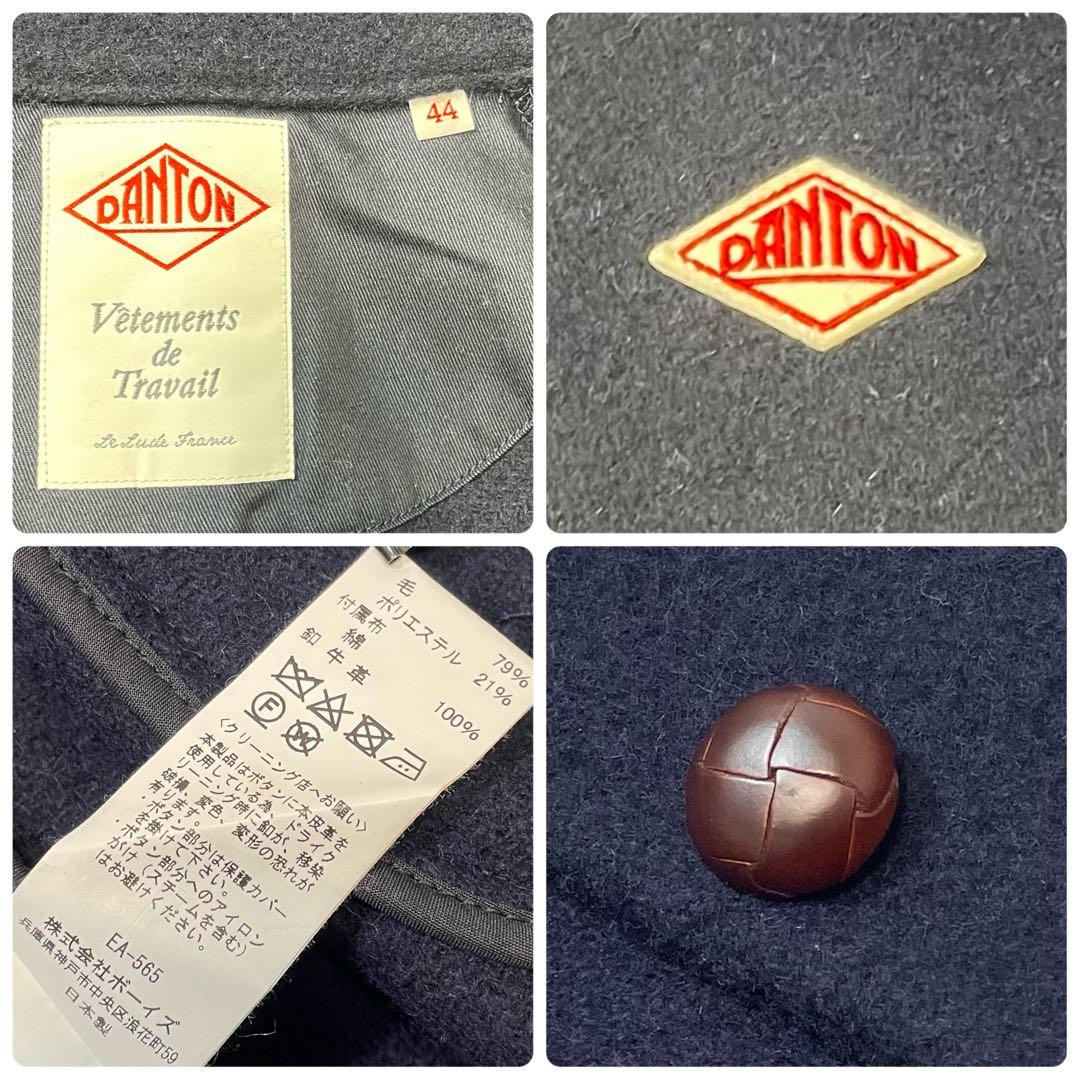 DANTON
Vêtements
de
Travail
Le Lude France
44
DANTON
毛 79%
ポリエステル 21%
付属布
綿 100%
釦 牛革
F
W
〈クリーニング店へお願い〉
本製品はボタンに本皮革を
使用している為、ドライク
リーニング時に釦が、移染
破損、変色、変形の恐れが
有ります。
・ボタン部分は保護カバー
を掛けて下さい。
・ボタン部分へのアイロン
がけ(スチームを含む)
はお避けください。
EA-565
株式会社ボーイズ
兵庫県神戸市中央区浪花町59
日本製